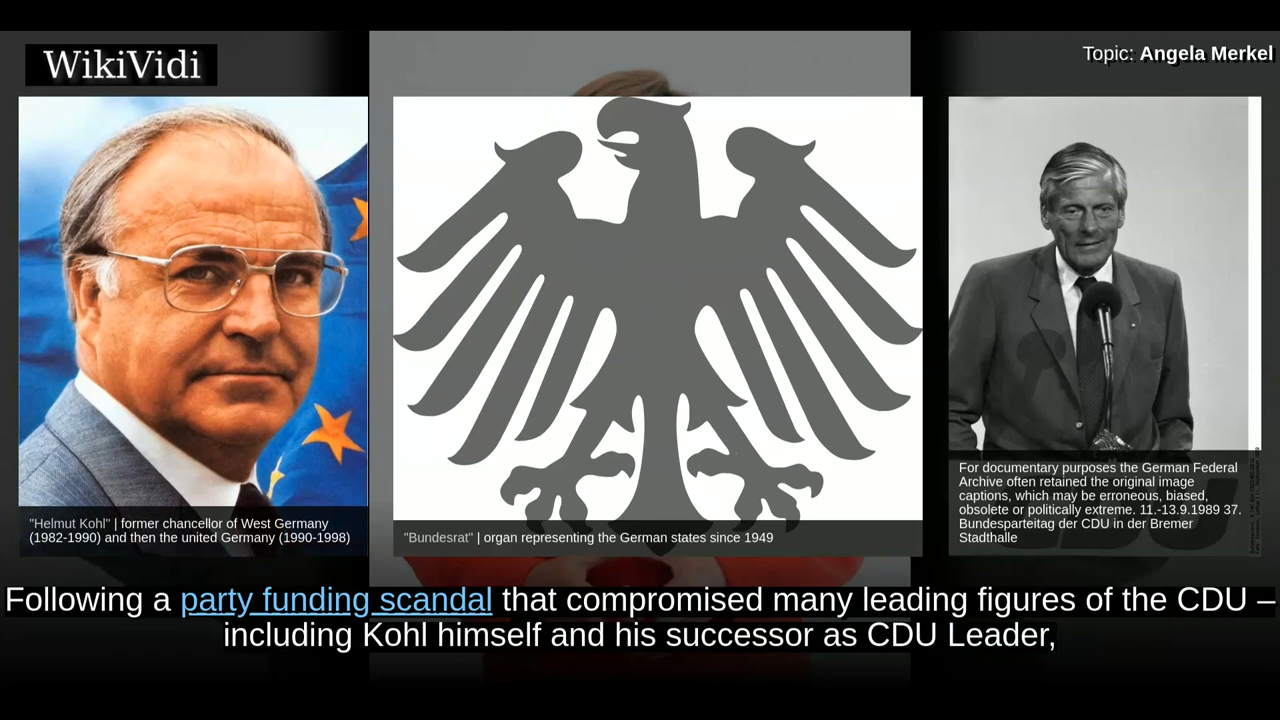 WikiVidi
Topic: Angela Merkel
"Helmut Kohl" | former chancellor of West Germany
(1982-1990) and then the united Germany (1990-1998)
"Bundesrat" | organ representing the German states since 1949
For documentary purposes the German Federal
Archive often retained the original image
captions, which may be erroneous, biased,
obsolete or politically extreme. 11.-13.9.1989 37.
Bundesparteitag der CDU in der Bremer
Stadthalle
Following a party funding scandal that compromised many leading figures of the CDU –
including Kohl himself and his successor as CDU Leader,